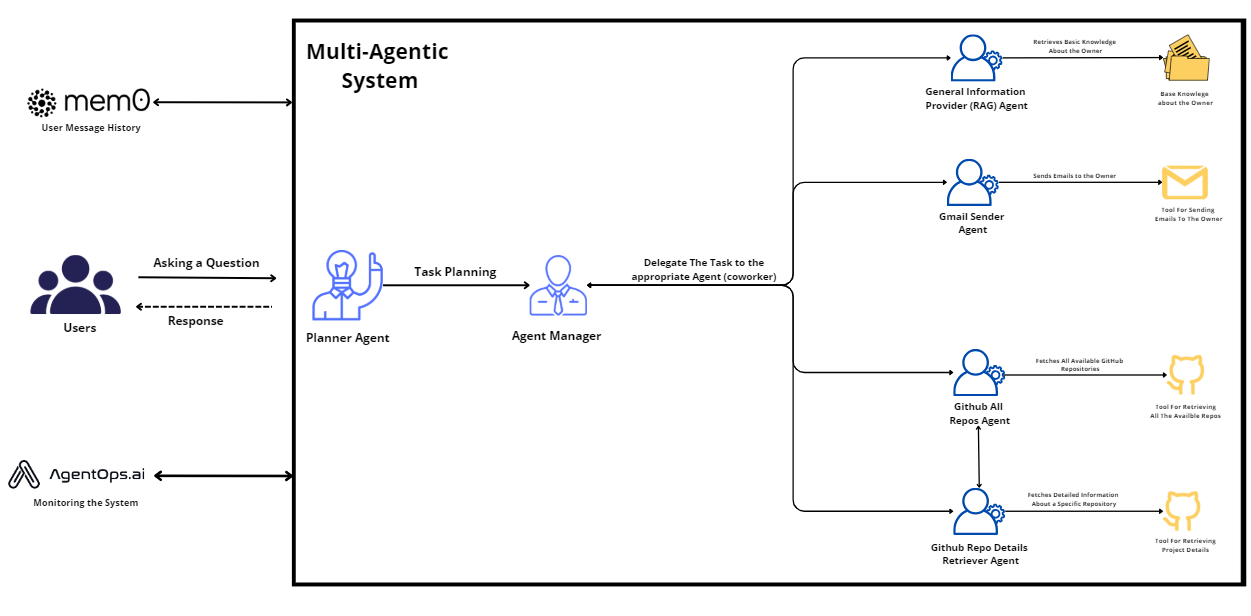 Multi-Agentic
System
mem0
User Message History
Asking a Question
Response
Users
AgentOps.ai
Monitoring the System
Planner Agent
Task Planning
Agent Manager
Delegate The Task to the
appropriate Agent (coworker)
General Information
Provider (RAG) Agent
Retrieves Basic Knowledge
About the Owner
Base Knowlege
about the Owner
Gmail Sender
Agent
Sends Emails to the Owner
Tool For Sending
Emails To The Owner
Github All
Repos Agent
Fetches All Available GitHub
Repositories
Tool For Retrieving
All The Availble Repos
Github Repo Details
Retriever Agent
Fetches Detailed Information
About a Specific Repository
Tool For Retrieving
Project Details